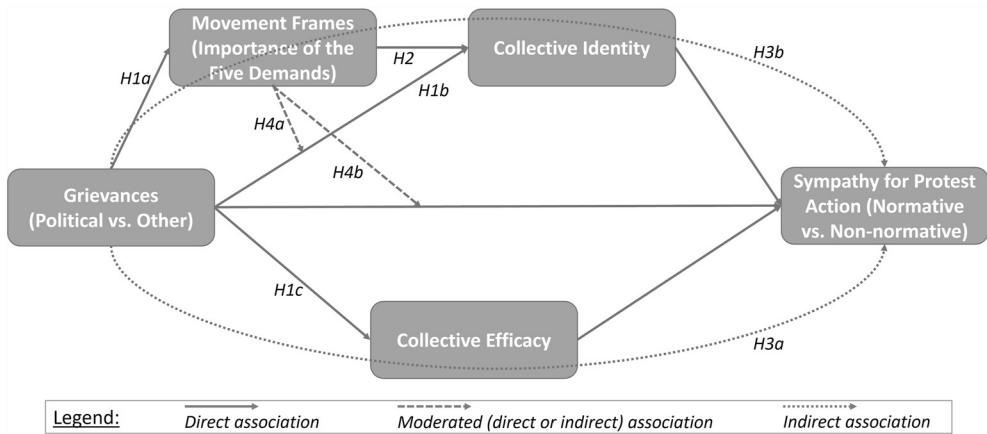 Movement Frames
(Importance of the
Five Demands)
Collective Identity
H1a
H2
H1b
H3b
H4a
H4b
Grievances
(Political vs. Other)
Sympathy for Protest
Action (Normative
vs. Non-normative)
H1c
Collective Efficacy
H3a
Legend:
Direct association
Moderated (direct or indirect) association
Indirect association